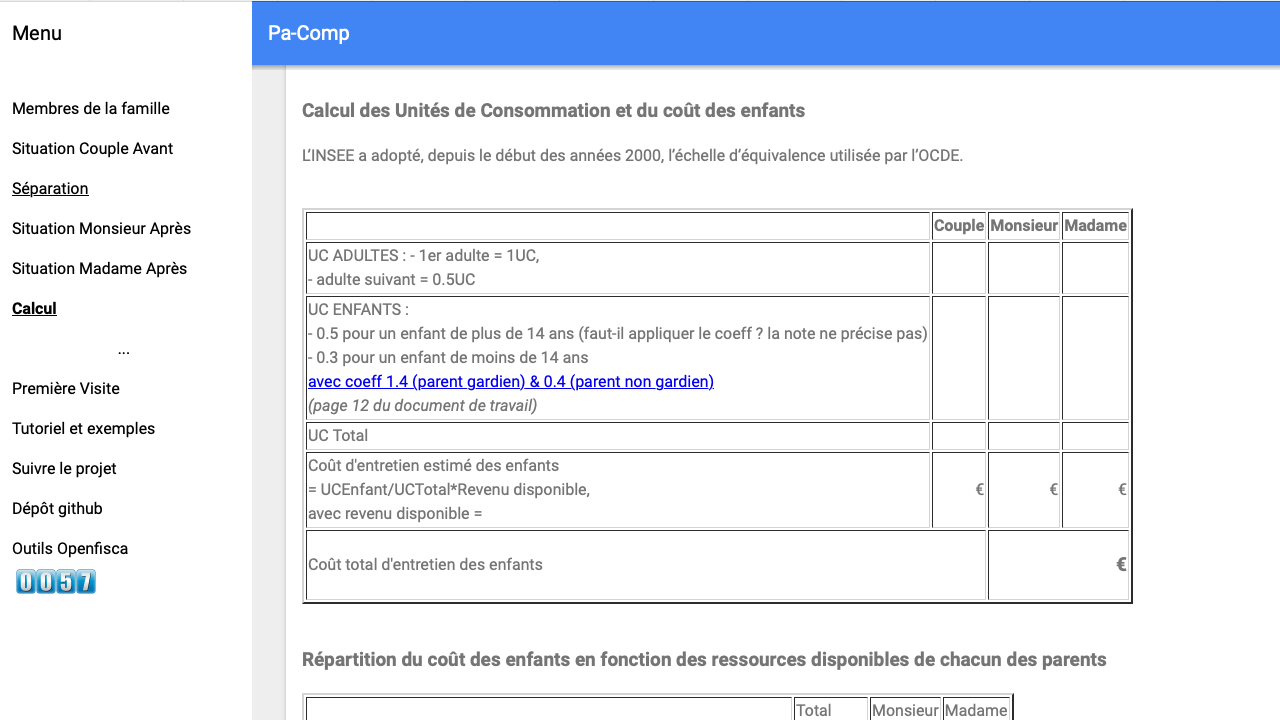 Menu
Pa-Comp
Membres de la famille
Situation Couple Avant
Séparation
Situation Monsieur Après
Situation Madame Après
Calcul
...
Première Visite
Tutoriel et exemples
Suivre le projet
Dépôt github
Outils Openfisca
0057
Calcul des Unités de Consommation et du coût des enfants
L’INSEE a adopté, depuis le début des années 2000, l’échelle d’équivalence utilisée par l’OCDE.
Couple Monsieur Madame
UC ADULTES : - 1er adulte = 1UC,
- adulte suivant = 0.5UC
UC ENFANTS :
- 0.5 pour un enfant de plus de 14 ans (faut-il appliquer le coeff ? la note ne précise pas)
- 0.3 pour un enfant de moins de 14 ans
avec coeff 1.4 (parent gardien) & 0.4 (parent non gardien)
(page 12 du document de travail)
UC Total
Coût d'entretien estimé des enfants
= UCEnfant/UCTotal*Revenu disponible,
avec revenu disponible =
€ € €
Coût total d'entretien des enfants €
Répartition du coût des enfants en fonction des ressources disponibles de chacun des parents
Total Monsieur Madame